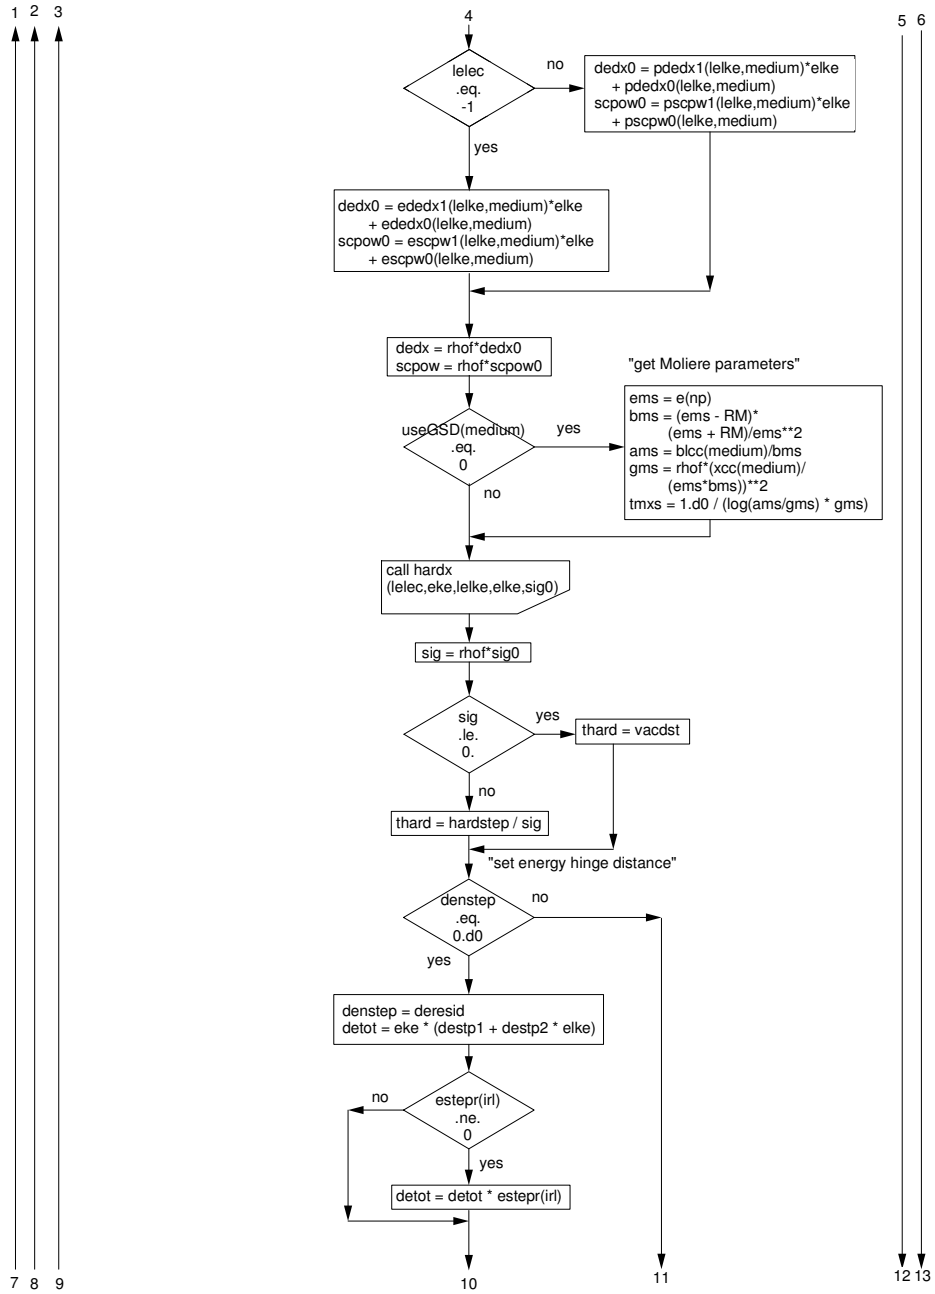 1 2 3
4
5 6
lelec
.eq.
-1
no
dedx0 = pdedx1(lelke,medium)*elke
+ pdedx0(lelke,medium)
scpow0 = pscpw1(lelke,medium)*elke
+ pscpw0(lelke,medium)
yes
dedx0 = ededx1(lelke,medium)*elke
+ ededx0(lelke,medium)
scpow0 = escpw1(lelke,medium)*elke
+ escpw0(lelke,medium)
dedx = rhof*dedx0
scpow = rhof*scpow0
"get Moliere parameters"
useGSD(medium)
.eq.
0
yes
ems = e(np)
bms = (ems - RM)*
(ems + RM)/ems**2
ams = blcc(medium)/bms
gms = rhof*(xcc(medium)/
(ems*bms))**2
tmxs = 1.d0 / (log(ams/gms) * gms)
no
call hardx
(lelec,eke,lelke,elke,sig0)
sig = rhof*sig0
sig
.le.
0.
yes
thard = vacdst
no
thard = hardstep / sig
"set energy hinge distance"
denstep
.eq.
0.d0
no
yes
denstep = deresid
detot = eke * (destp1 + destp2 * elke)
estepr(irl)
.ne.
0
no
yes
detot = detot * estepr(irl)
7 8 9
10
11
12 13